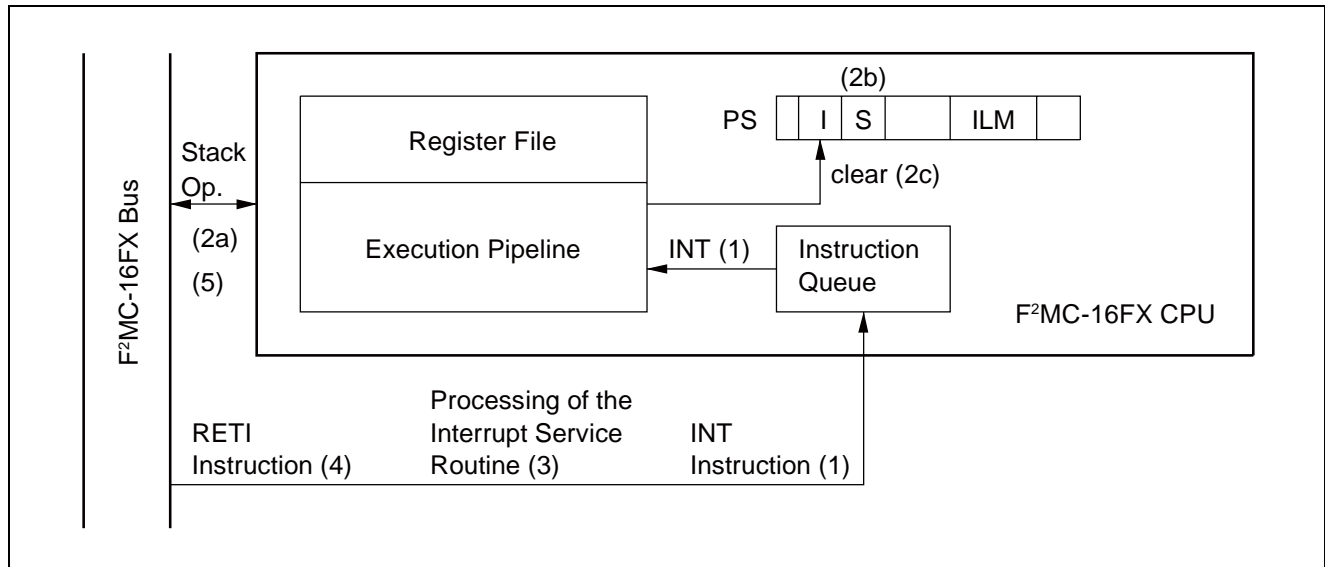 (2b)
PS
I
S
ILM
Register File
Stack
Op.
clear (2c)
F²MC-16FX Bus
(2a)
Execution Pipeline
INT (1)
Instruction
Queue
(5)
F²MC-16FX CPU
RETI
Instruction (4)
Processing of the
Interrupt Service
Routine (3)
INT
Instruction (1)